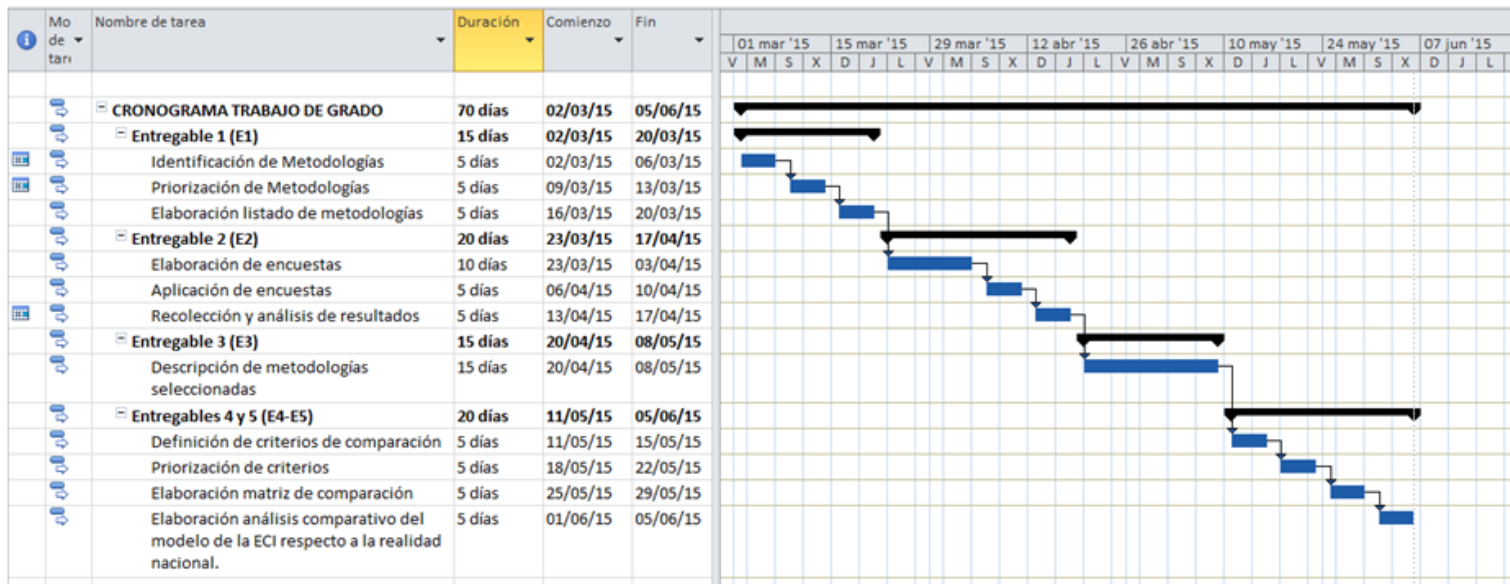 Mo Nombre de tarea Duración Comienzo Fin
de
tare
01 mar '15 15 mar '15 29 mar '15 12 abr '15 26 abr '15 10 may '15 24 may '15 07 jun '15
V M S X D J L V M S X D J L V M S X D J L V M S X D J L
CRONOGRAMA TRABAJO DE GRADO 70 días 02/03/15 05/06/15
Entregable 1 (E1) 15 días 02/03/15 20/03/15
Identificación de Metodologías 5 días 02/03/15 06/03/15
Priorización de Metodologías 5 días 09/03/15 13/03/15
Elaboración listado de metodologías 5 días 16/03/15 20/03/15
Entregable 2 (E2) 20 días 23/03/15 17/04/15
Elaboración de encuestas 10 días 23/03/15 03/04/15
Aplicación de encuestas 5 días 06/04/15 10/04/15
Recolección y análisis de resultados 5 días 13/04/15 17/04/15
Entregable 3 (E3) 15 días 20/04/15 08/05/15
Descripción de metodologías 15 días 20/04/15 08/05/15
seleccionadas
Entregables 4 y 5 (E4-E5) 20 días 11/05/15 05/06/15
Definición de criterios de comparación 5 días 11/05/15 15/05/15
Priorización de criterios 5 días 18/05/15 22/05/15
Elaboración matriz de comparación 5 días 25/05/15 29/05/15
Elaboración análisis comparativo del 5 días 01/06/15 05/06/15
modelo de la ECI respecto a la realidad
nacional.